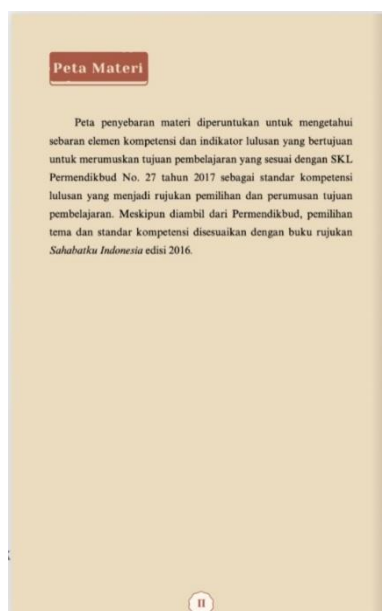 Peta Materi
Peta penyebaran materi diperuntukan untuk mengetahui
sebaran elemen kompetensi dan indikator lulusan yang bertujuan
untuk merumuskan tujuan pembelajaran yang sesuai dengan SKL
Permendikbud No. 27 tahun 2017 sebagai standar kompetensi
lulusan yang menjadi rujukan pemilihan dan perumusan tujuan
pembelajaran. Meskipun diambil dari Permendikbud, pemilihan
tema dan standar kompetensi disesuaikan dengan buku rujukan
Sahabatku Indonesia edisi 2016.
II